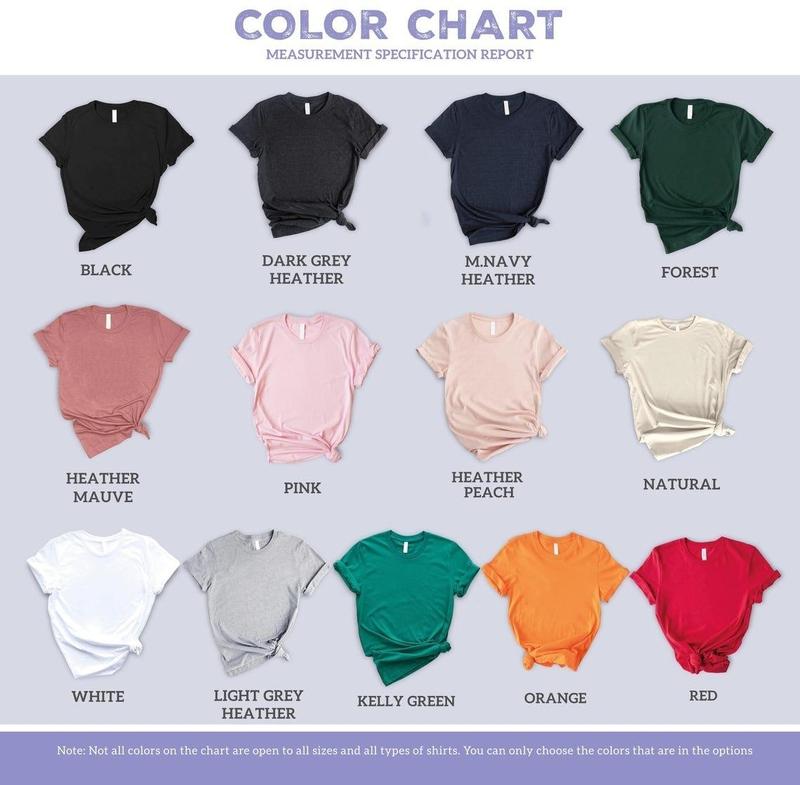 COLOR CHART
MEASUREMENT SPECIFICATION REPORT
BLACK
DARK GREY
HEATHER
M.NAVY
HEATHER
FOREST
HEATHER
MAUVE
PINK
HEATHER
PEACH
NATURAL
WHITE
LIGHT GREY
HEATHER
KELLY GREEN
ORANGE
RED
Note: Not all colors on the chart are open to all sizes and all types of shirts. You can only choose the colors that are in the options